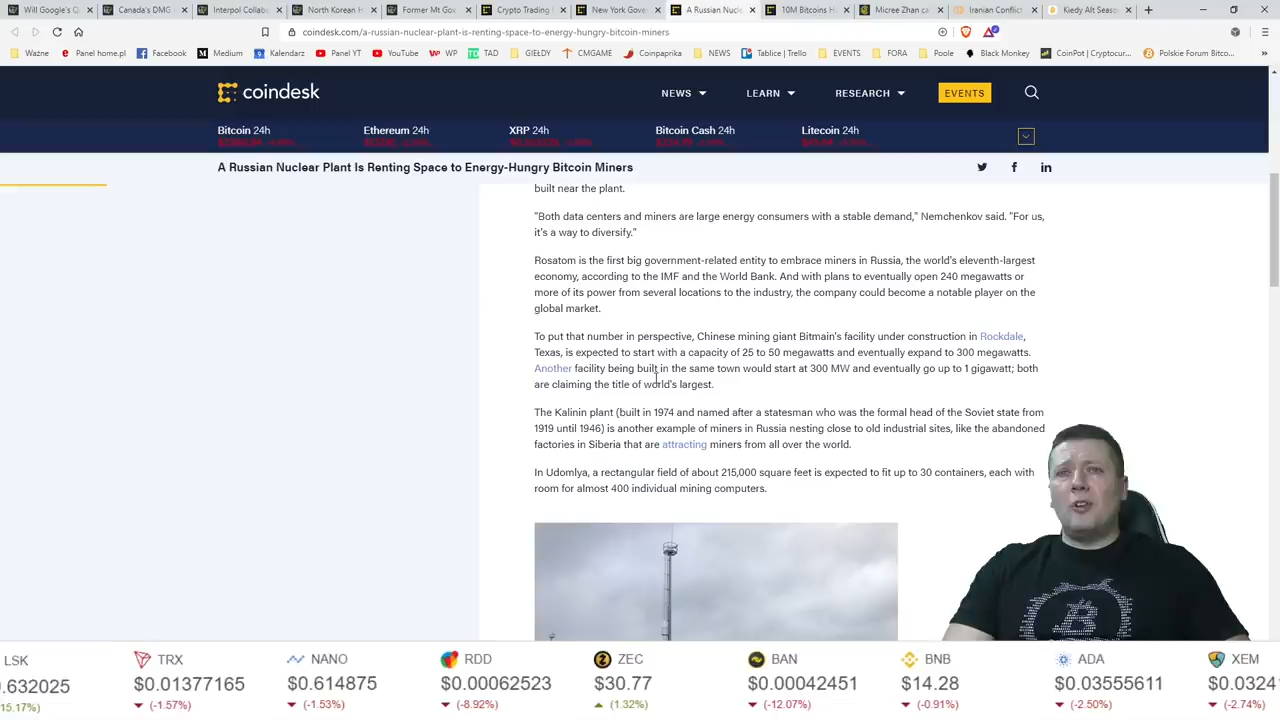 Will Google's Q
Canada's DMG
Interpol Collab
North Korean H
Former Mt Gox
Crypto Trading
New York Gove
A Russian Nucle
10M Bitcoins H
Micree Zhan ca
Iranian Conflict
Kiedy Alt Seaso
coindesk.com/a-russian-nuclear-plant-is-renting-space-to-energy-hungry-bitcoin-miners
Ważne
Panel home.pl
Facebook
Medium
Kalendarz
Panel YT
YouTube
WP
TAD
GIEŁDY
CMGAME
Coinpaprika
NEWS
Tablice | Trello
EVENTS
FORA
Poole
Black Monkey
CoinPot | Cryptocur...
Polskie Forum Bitco...
coindesk
NEWS
LEARN
RESEARCH
EVENTS
Bitcoin 24h
Ethereum 24h
XRP 24h
Bitcoin Cash 24h
Litecoin 24h
A Russian Nuclear Plant Is Renting Space to Energy-Hungry Bitcoin Miners
built near the plant.
"Both data centers and miners are large energy consumers with a stable demand," Nemchenkov said. "For us,
it's a way to diversify."
Rosatom is the first big government-related entity to embrace miners in Russia, the world's eleventh-largest
economy, according to the IMF and the World Bank. And with plans to eventually open 240 megawatts or
more of its power from several locations to the industry, the company could become a notable player on the
global market.
To put that number in perspective, Chinese mining giant Bitmain's facility under construction in Rockdale,
Texas, is expected to start with a capacity of 25 to 50 megawatts and eventually expand to 300 megawatts.
Another facility being built in the same town would start at 300 MW and eventually go up to 1 gigawatt; both
are claiming the title of world's largest.
The Kalinin plant (built in 1974 and named after a statesman who was the formal head of the Soviet state from
1919 until 1946) is another example of miners in Russia nesting close to old industrial sites, like the abandoned
factories in Siberia that are attracting miners from all over the world.
In Udomlya, a rectangular field of about 215,000 square feet is expected to fit up to 30 containers, each with
room for almost 400 individual mining computers.
LSK
TRX
NANO
RDD
ZEC
BAN
BNB
ADA
XEM
.632025
$0.01377165
$0.614875
$0.00062523
$30.77
$0.00042451
$14.28
$0.03555611
$0.0324
15.17%)
(-1.57%)
(-1.53%)
(-8.92%)
(1.32%)
(-12.07%)
(-0.91%)
(-2.50%)
(-2.74%)